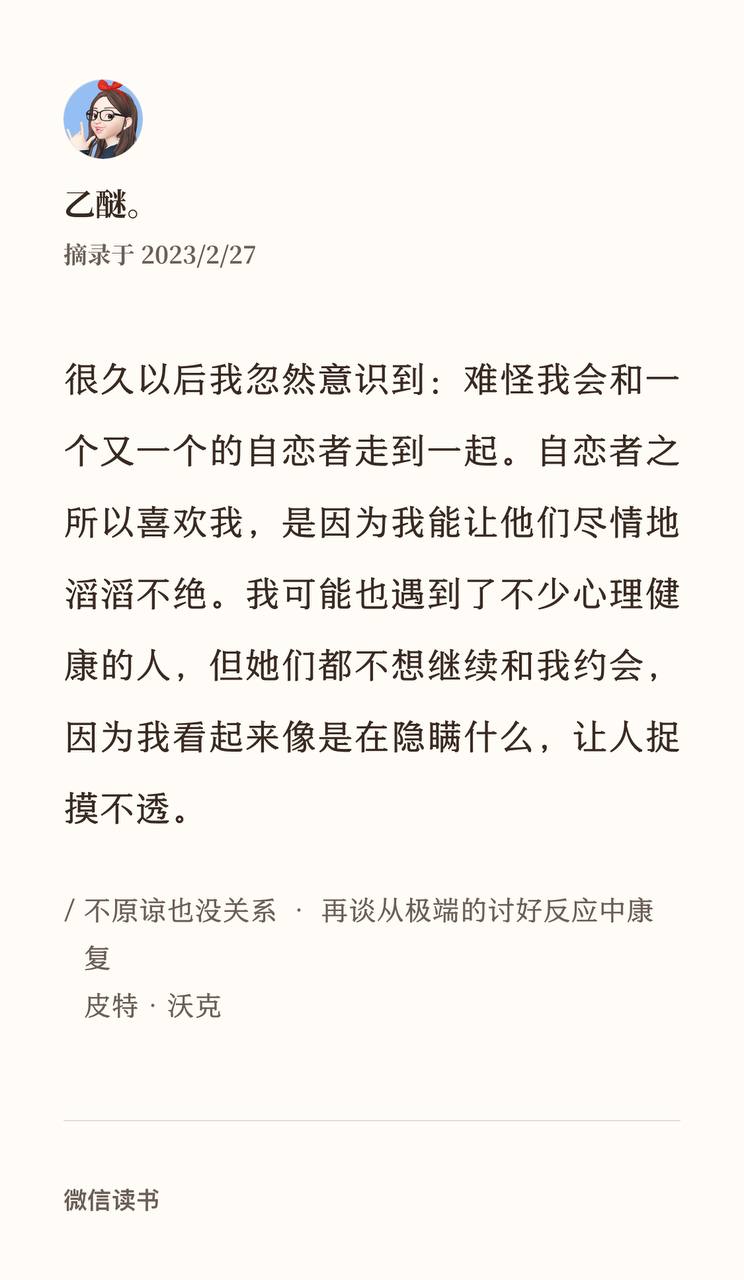 乙醚。
摘录于 2023/2/27
很久以后我忽然意识到：难怪我会和一
个又一个的自恋者走到一起。自恋者之
所以喜欢我，是因为我能让他们尽情地
滔滔不绝。我可能也遇到了不少心理健
康的人，但她们都不想继续和我约会，
因为我看起来像是在隐瞒什么，让人捉
摸不透。
/ 不原谅也没关系 · 再谈从极端的讨好反应中康
复
皮特 · 沃克
微信读书